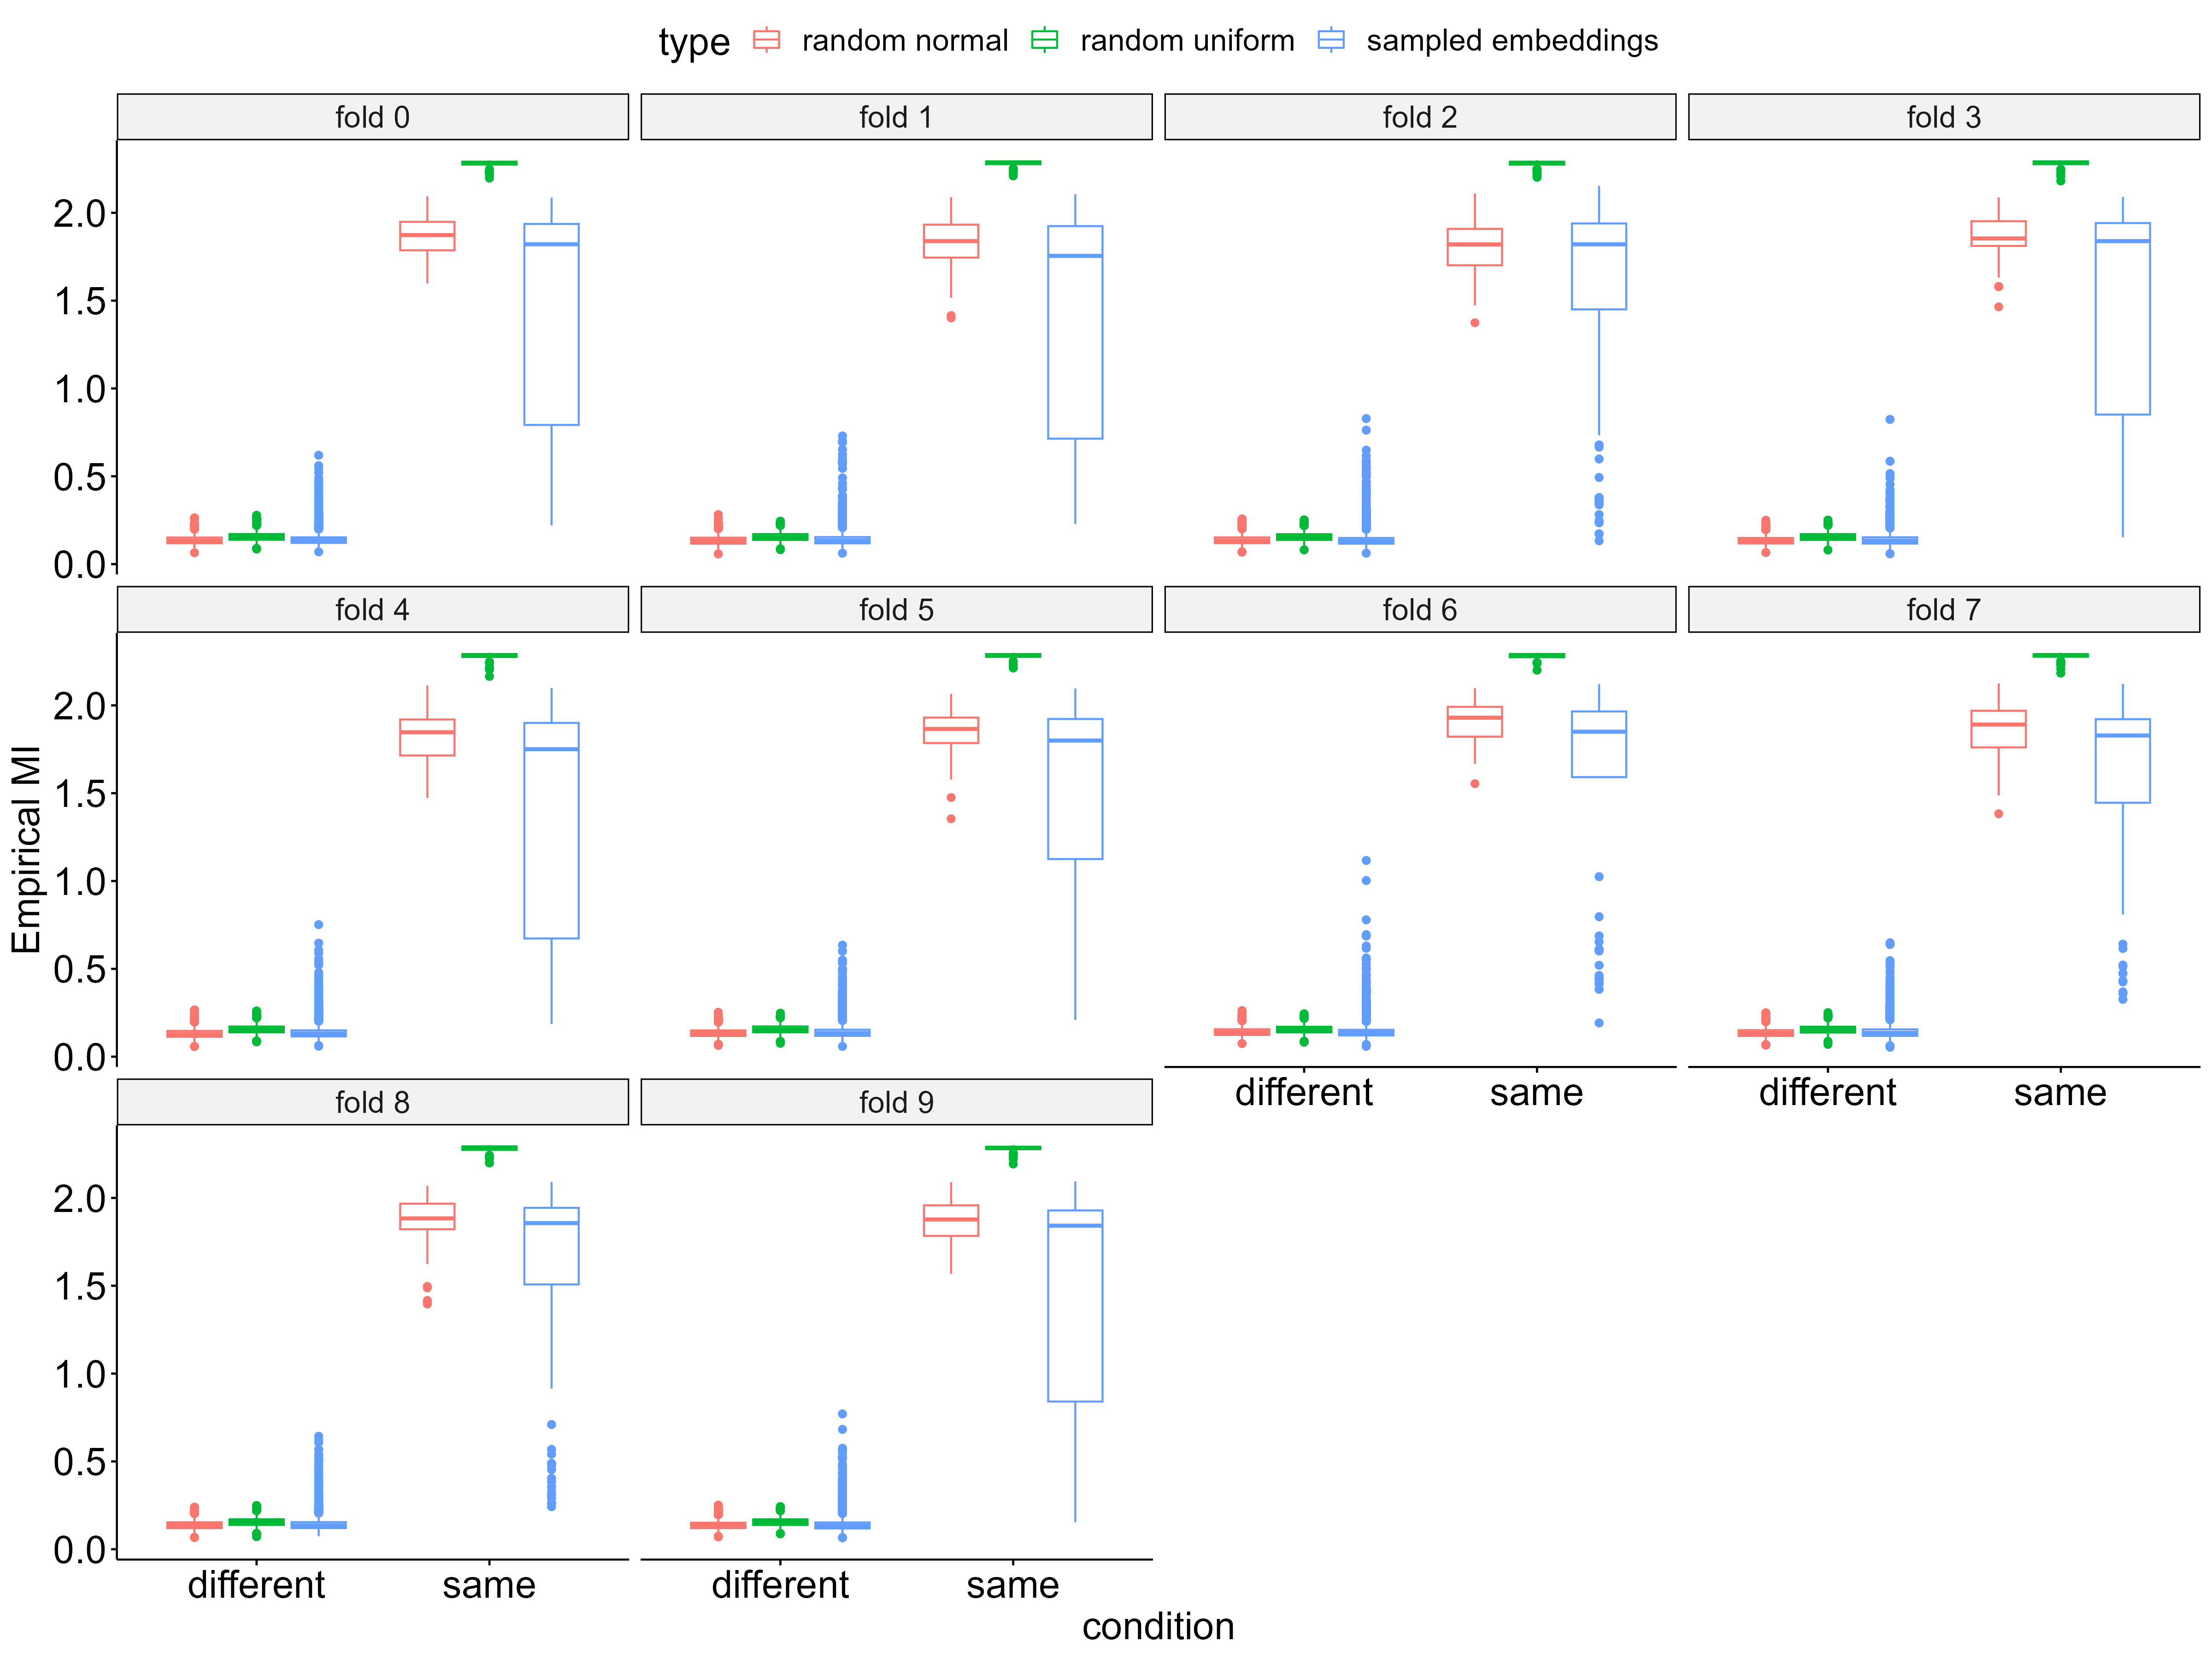 type random normal random uniform sampled embeddings
fold 0 fold 1 fold 2 fold 3
2.0
1.5
1.0
0.5
0.0
fold 4 fold 5 fold 6 fold 7
2.0
1.5
1.0
0.5
0.0
Empirical MI
different same different same
fold 8 fold 9
2.0
1.5
1.0
0.5
0.0
different same different same
condition